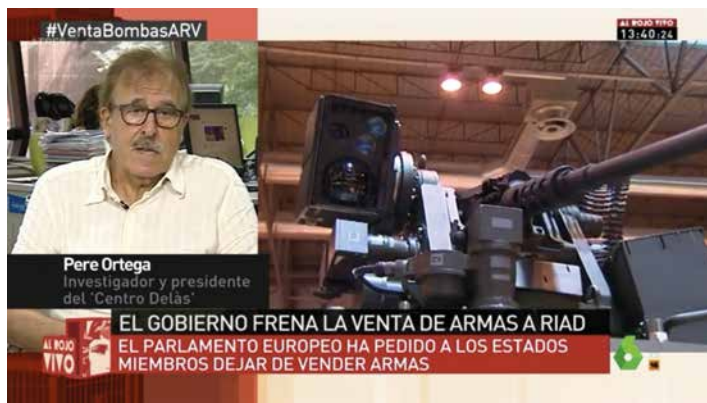 #VentaBombasARV
AL ROJO VIVO
13:40:24
Pere Ortega
Investigador y presidente
del 'Centro Delàs'
AL ROJO
VIVO
EL GOBIERNO FRENA LA VENTA DE ARMAS A RIAD
EL PARLAMENTO EUROPEO HA PEDIDO A LOS ESTADOS
MIEMBROS DEJAR DE VENDER ARMAS
6